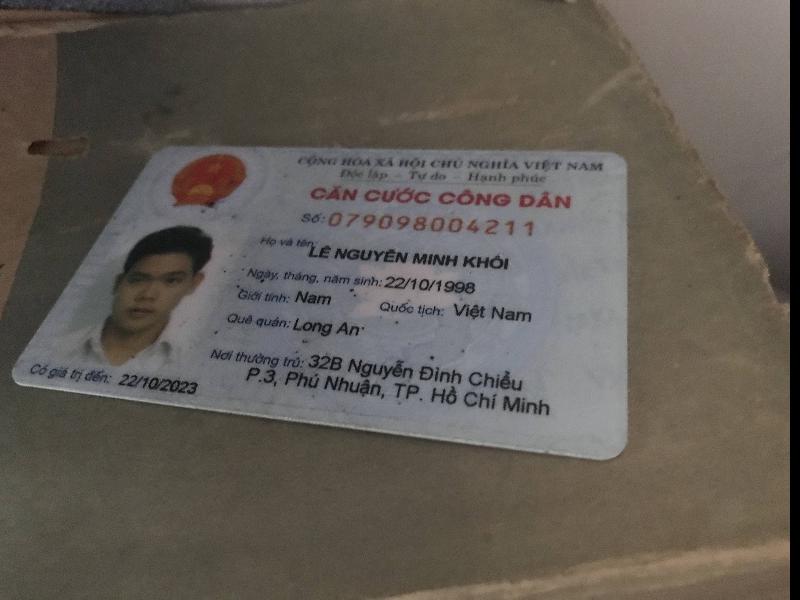 CỘNG HÒA XÃ HỘI CHỦ NGHĨA VIỆT NAM
Độc lập - Tự do - Hạnh phúc
CĂN CƯỚC CÔNG DÂN
Số: 079098004211
Họ và tên:
LÊ NGUYỄN MINH KHÔI
Ngày, tháng, năm sinh: 22/10/1998
Giới tính: Nam Quốc tịch: Việt Nam
Quê quán: Long An
Nơi thường trú: 32B Nguyễn Đình Chiểu
P.3, Phú Nhuận, TP. Hồ Chí Minh
Có giá trị đến: 22/10/2023